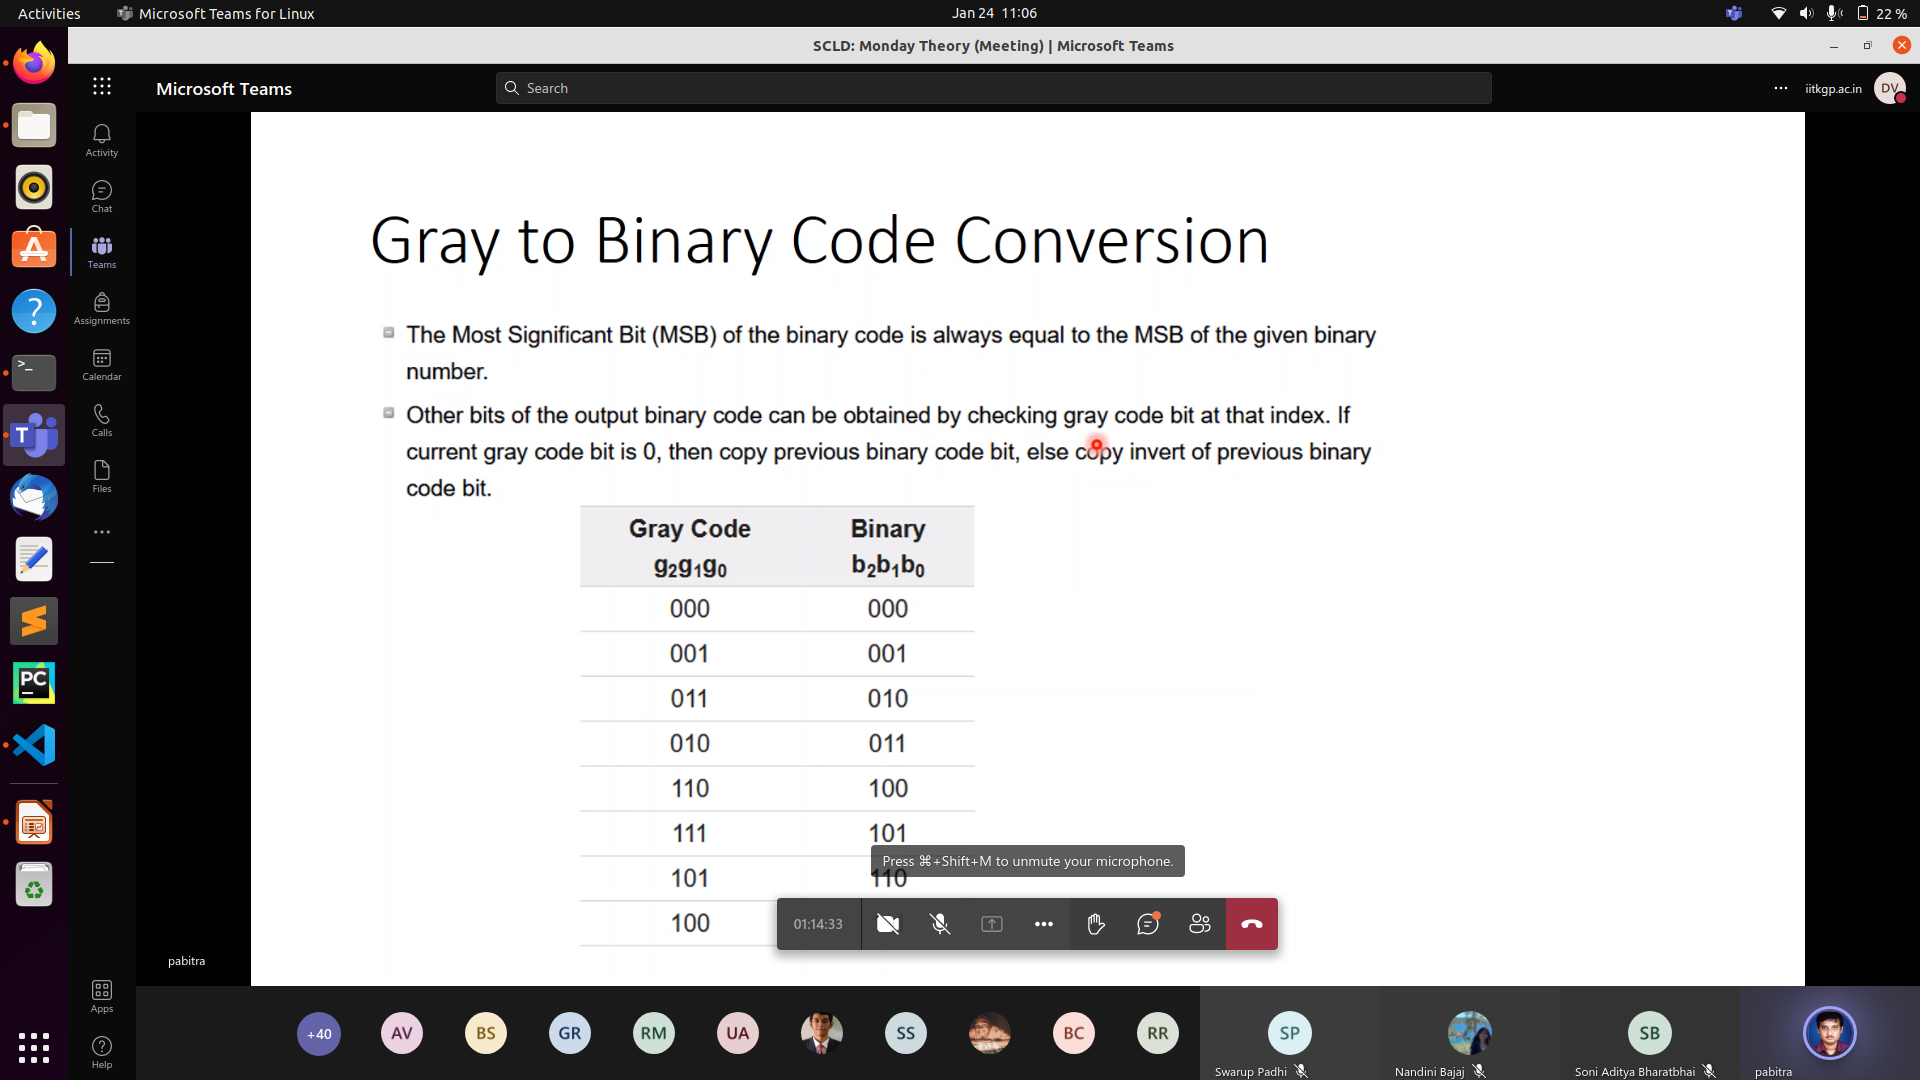 Activities
Microsoft Teams for Linux
Jan 24 11:06
22 %
SCLD: Monday Theory (Meeting) | Microsoft Teams
Microsoft Teams
Search
iitkgp.ac.in
DV
Activity
Chat
Teams
Assignments
Calendar
Calls
Files
Apps
Help
Gray to Binary Code Conversion
The Most Significant Bit (MSB) of the binary code is always equal to the MSB of the given binary
number.
Other bits of the output binary code can be obtained by checking gray code bit at that index. If
current gray code bit is 0, then copy previous binary code bit, else copy invert of previous binary
code bit.
Gray Code Binary
g₂g₁g₀ b₂b₁b₀
000 000
001 001
011 010
010 011
110 100
111 101
Press ⌘+Shift+M to unmute your microphone.
101 110
100
01:14:33
pabitra
+40
AV
BS
GR
RM
UA
SS
BC
RR
SP
SB
Swarup Padhi
Nandini Bajaj
Soni Aditya Bharatbhai
pabitra
PC
T
?
>_